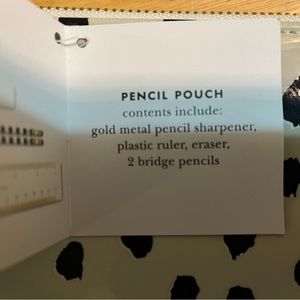 PENCIL POUCH
contents include:
gold metal pencil sharpener,
plastic ruler, eraser,
2 bridge pencils